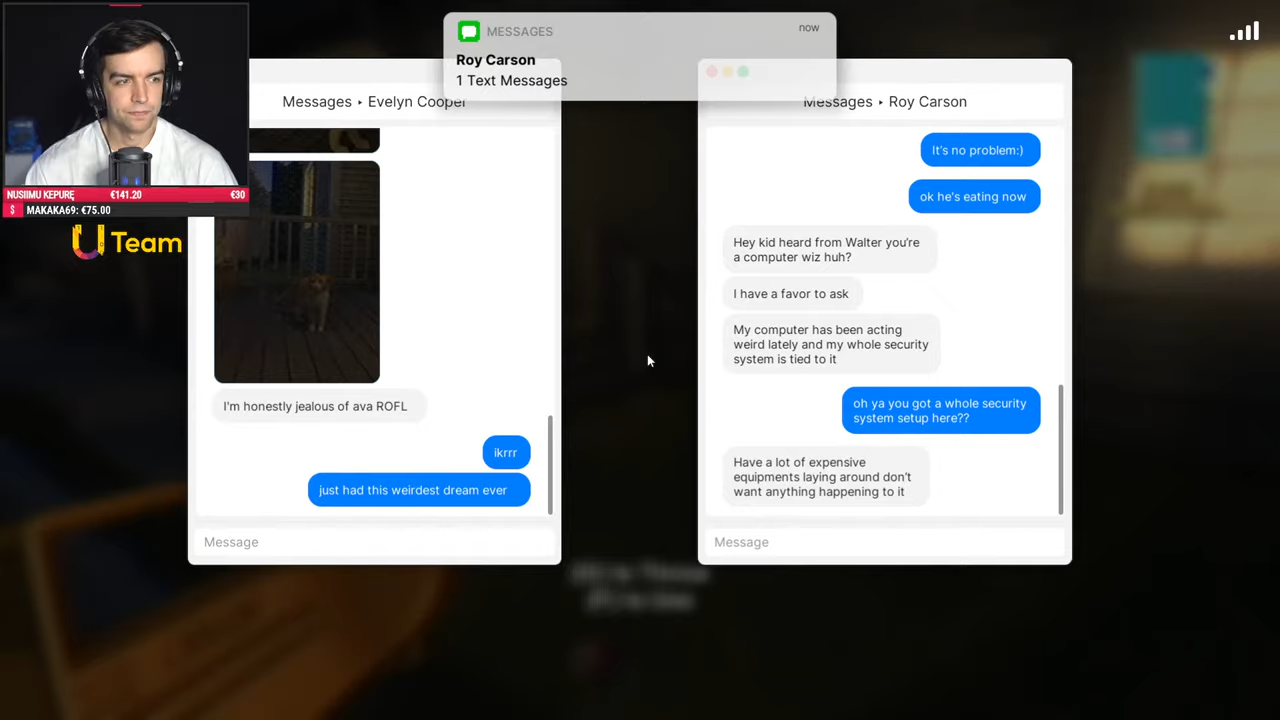 MESSAGES
now
Roy Carson
1 Text Messages
Messages ▸ Evelyn Cooper
I'm honestly jealous of ava ROFL
ikrrr
just had this weirdest dream ever
Message
Messages ▸ Roy Carson
It's no problem:)
ok he's eating now
Hey kid heard from Walter you're
a computer wiz huh?
I have a favor to ask
My computer has been acting
weird lately and my whole security
system is tied to it
oh ya you got a whole security
system setup here??
Have a lot of expensive
equipments laying around don't
want anything happening to it
Message
NUSIIMU KEPURĘ €141.20 €30
$ MAKAKA69: €75.00
U Team